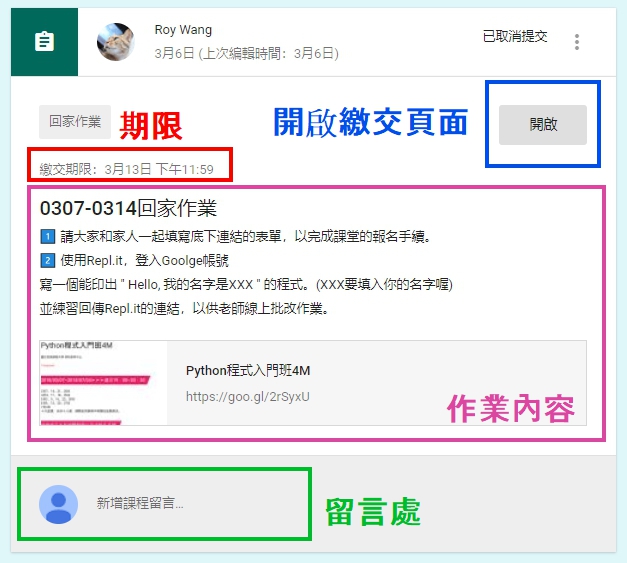 Roy Wang
3月6日 (上次編輯時間：3月6日)
已取消提交
回家作業
期限
開啟繳交頁面
開啟
繳交期限：3月13日 下午11:59
0307-0314回家作業
1 請大家和家人一起填寫底下連結的表單，以完成課堂的報名手續。
2 使用Repl.it，登入Goolge帳號
寫一個能印出 " Hello, 我的名字是XXX " 的程式。(XXX要填入你的名字喔)
並練習回傳Repl.it的連結，以供老師線上批改作業。
Python程式入門班4M
Python程式入門班4M
https://goo.gl/2rSyxU
作業內容
新增課程留言...
留言處